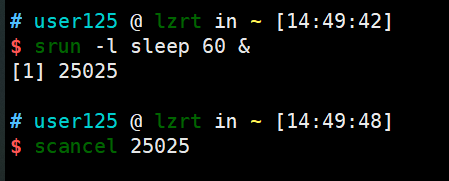 # user125 @ lzrt in ~ [14:49:42]
$ srun -l sleep 60 &
[1] 25025
# user125 @ lzrt in ~ [14:49:48]
$ scancel 25025